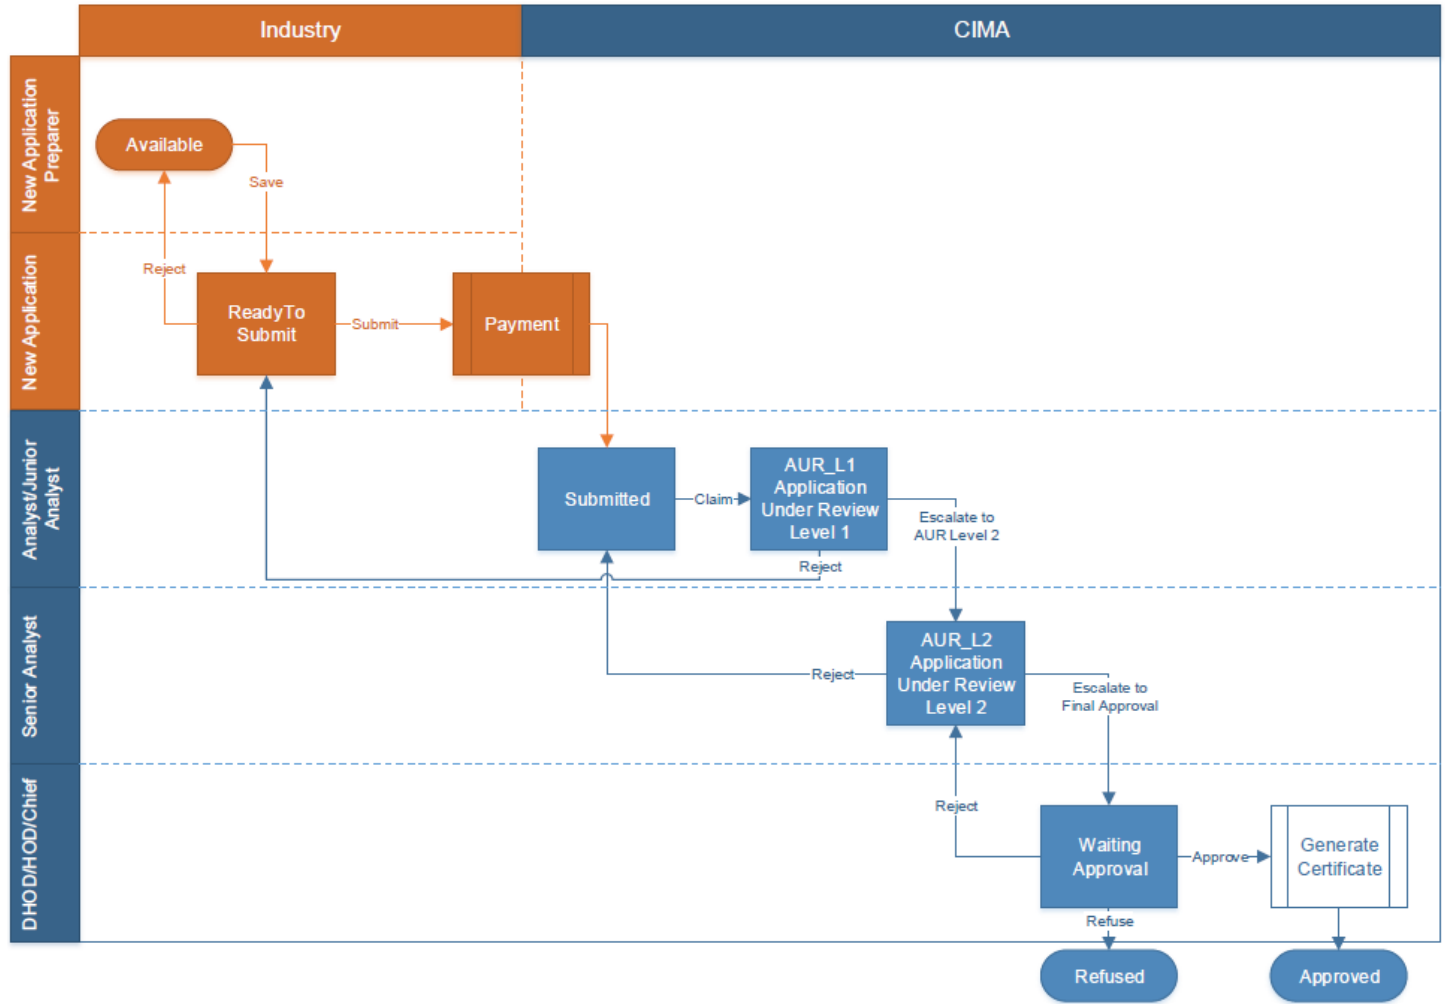 Industry
CIMA
New Application
Preparer
Available
Save
New Application
Reject
ReadyTo
Submit
Submit
Payment
Analyst/Junior
Analyst
Submitted
Claim
AUR_L1
Application
Under Review
Level 1
Escalate to
AUR Level 2
Reject
Senior Analyst
Reject
AUR_L2
Application
Under Review
Level 2
Escalate to
Final Approval
DHOD/HOD/Chief
Reject
Waiting
Approval
Approve
Generate
Certificate
Refuse
Refused
Approved